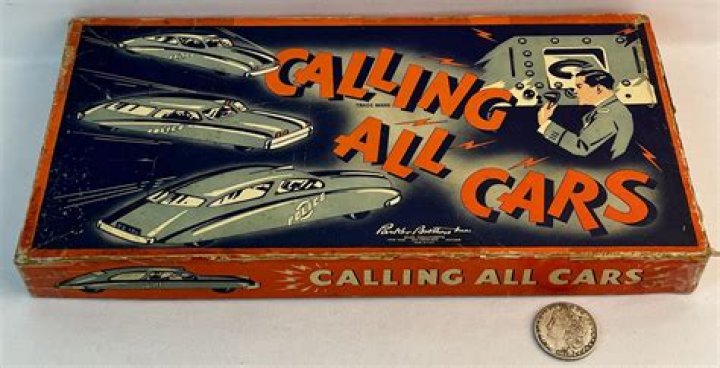 CALLING
TRADE MARK
ALL
CARS
POLICE
POLICE
POLICE
Parker Brothers Inc.
CALLING ALL CARS